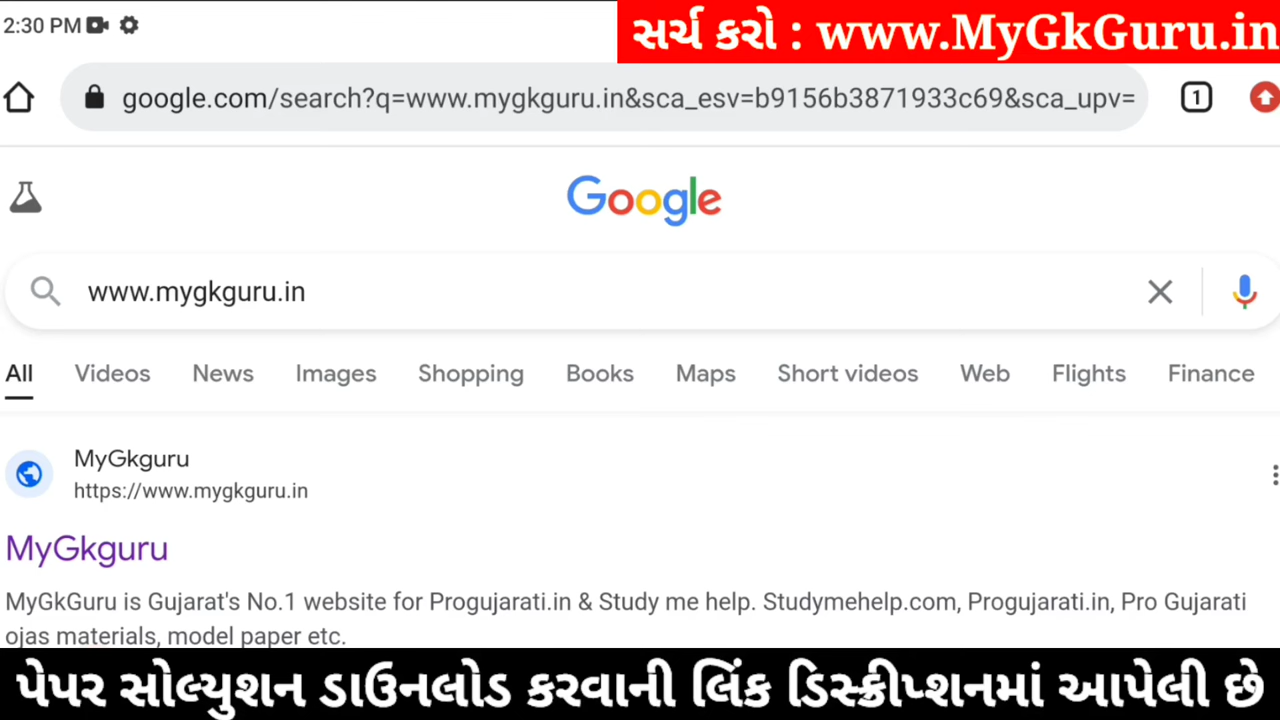 2:30 PM
સર્ચ કરો : www.MyGkGuru.in
google.com/search?q=www.mygkguru.in&sca_esv=b9156b3871933c69&sca_upv=
1
Google
www.mygkguru.in
All Videos News Images Shopping Books Maps Short videos Web Flights Finance
MyGkguru
https://www.mygkguru.in
MyGkguru
MyGkGuru is Gujarat's No.1 website for Progujarati.in & Study me help. Studymehelp.com, Progujarati.in, Pro Gujarati
ojas materials, model paper etc.
પેપર સોલ્યુશન ડાઉનલોડ કરવાની લિંક ડિસ્ક્રીપ્શનમાં આપેલી છે